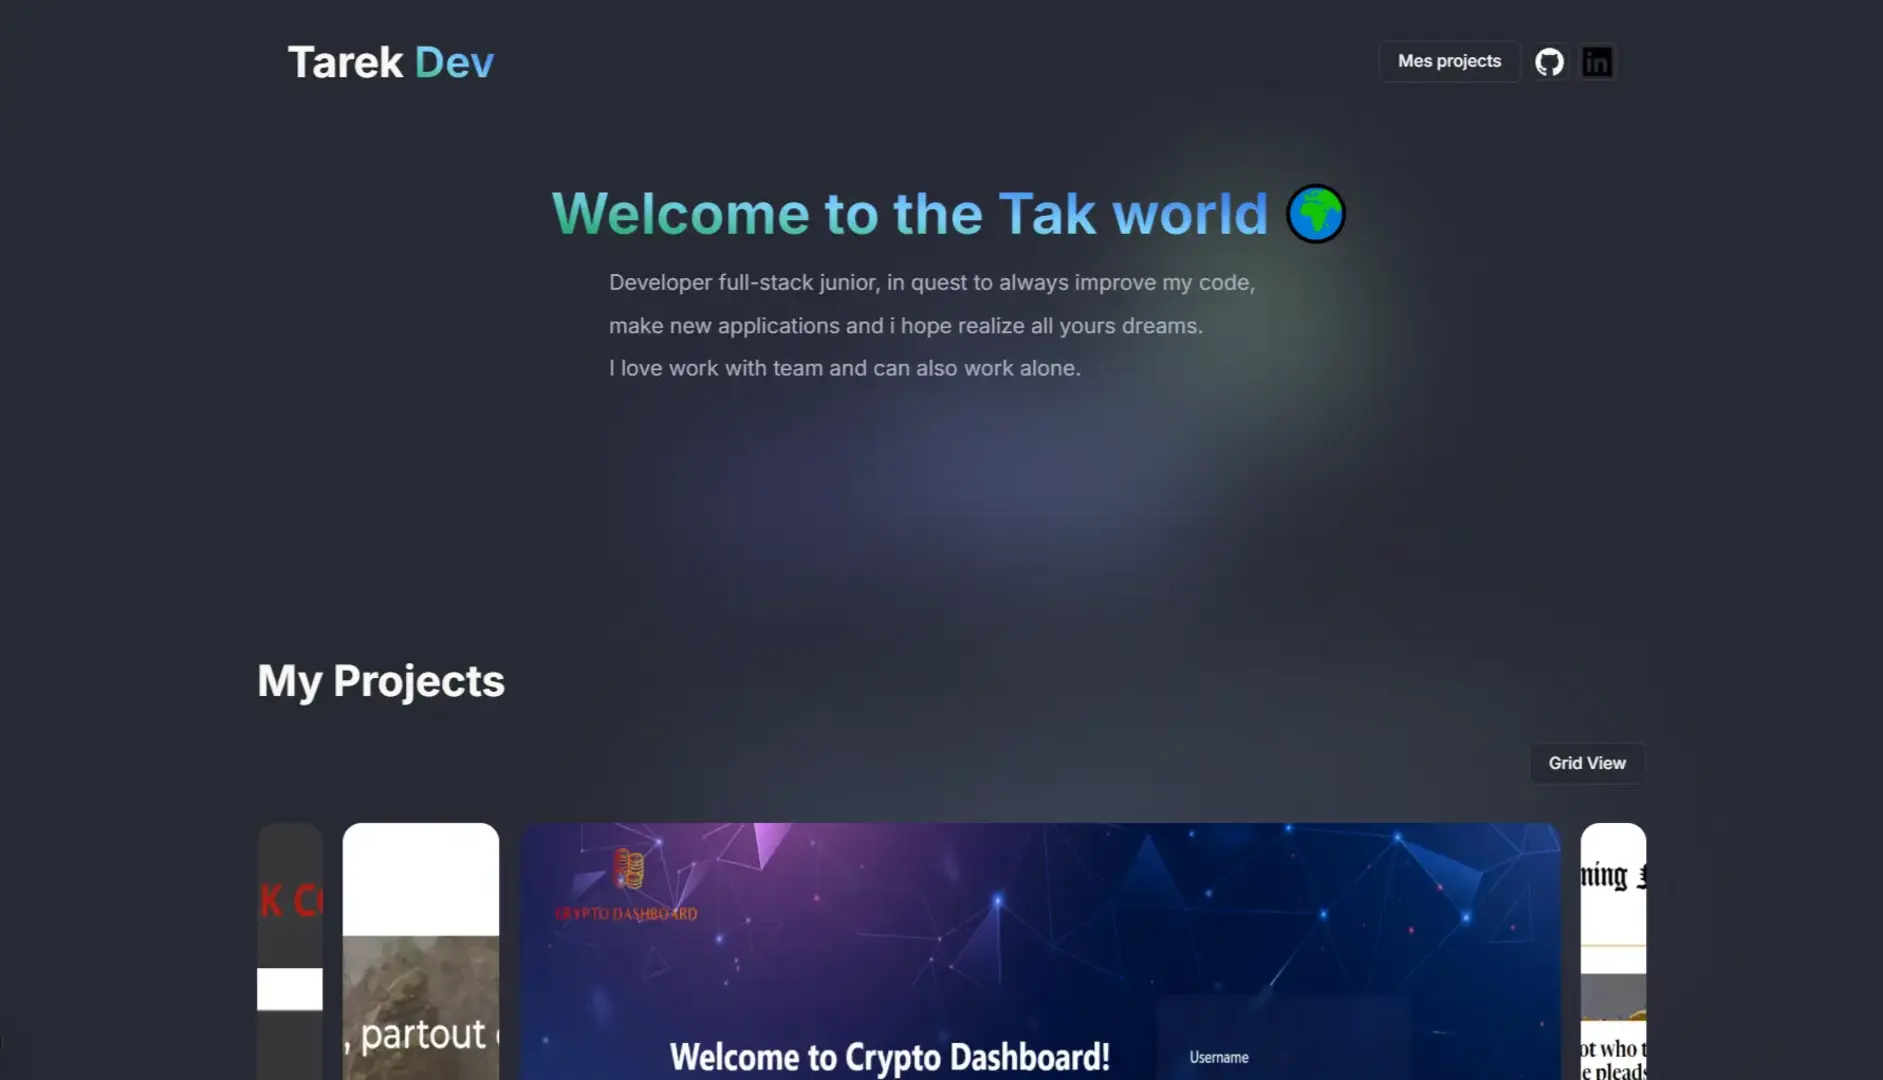 Tarek Dev
Mes projects
in
Welcome to the Tak world
Developer full-stack junior, in quest to always improve my code,
make new applications and i hope realize all yours dreams.
I love work with team and can also work alone.
My Projects
Grid View
K C
CRYPTO DASHBOARD
ning
, partout
Welcome to Crypto Dashboard!
Username
ot who t
e pleads